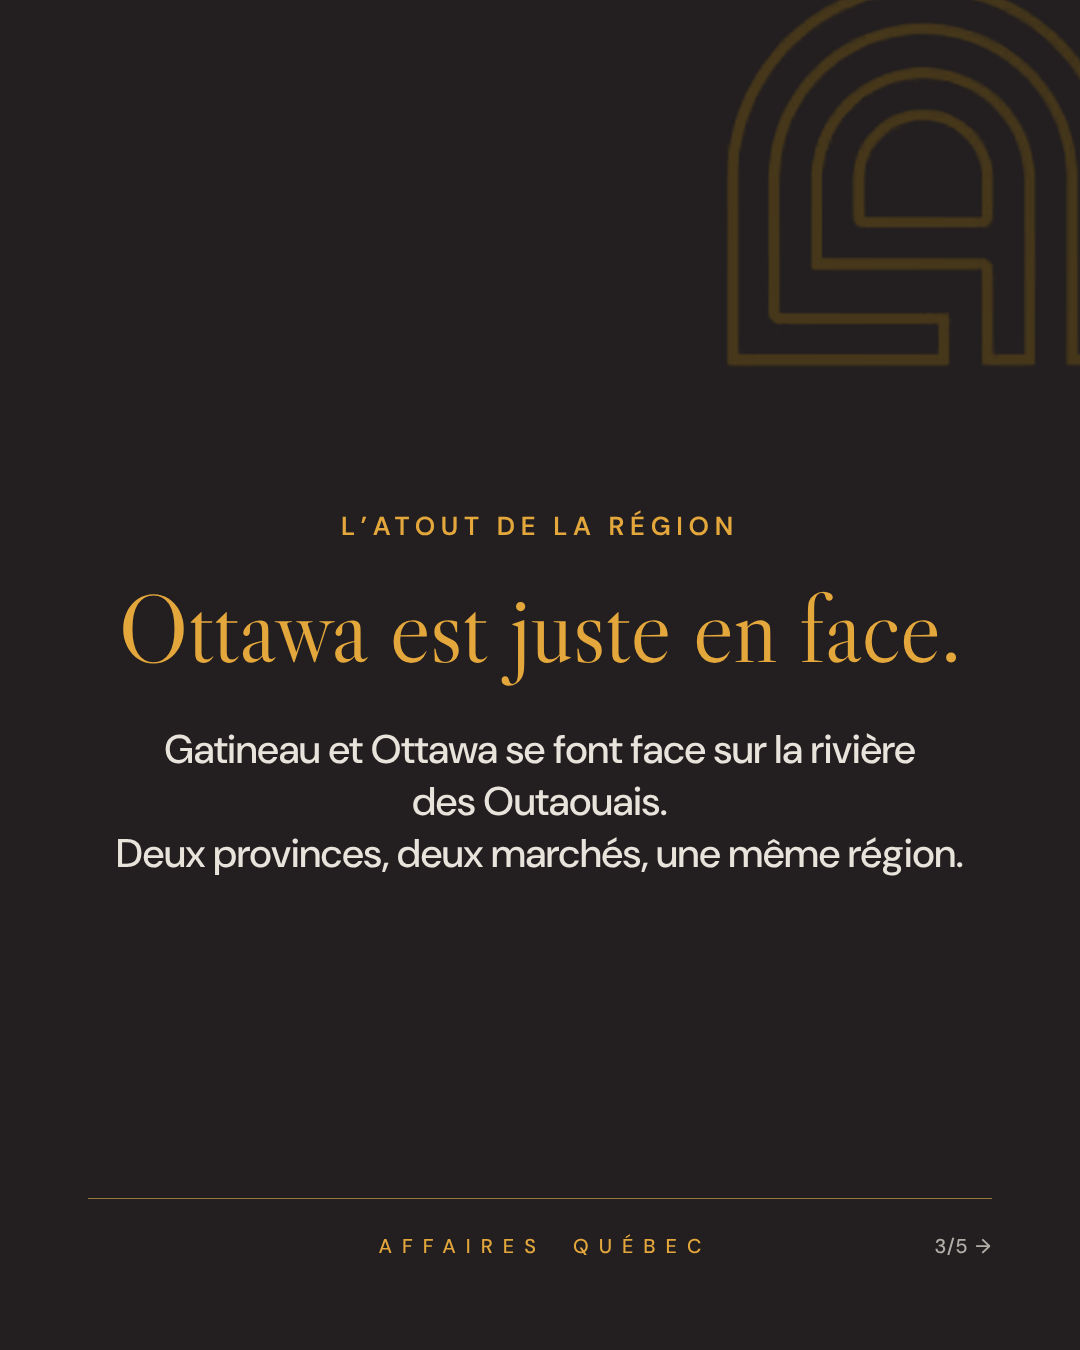 L’ATOUT DE LA RÉGION
Ottawa est juste en face.
Gatineau et Ottawa se font face sur la rivière
des Outaouais.
Deux provinces, deux marchés, une même région.
AFFAIRES QUÉBEC
3/5 →